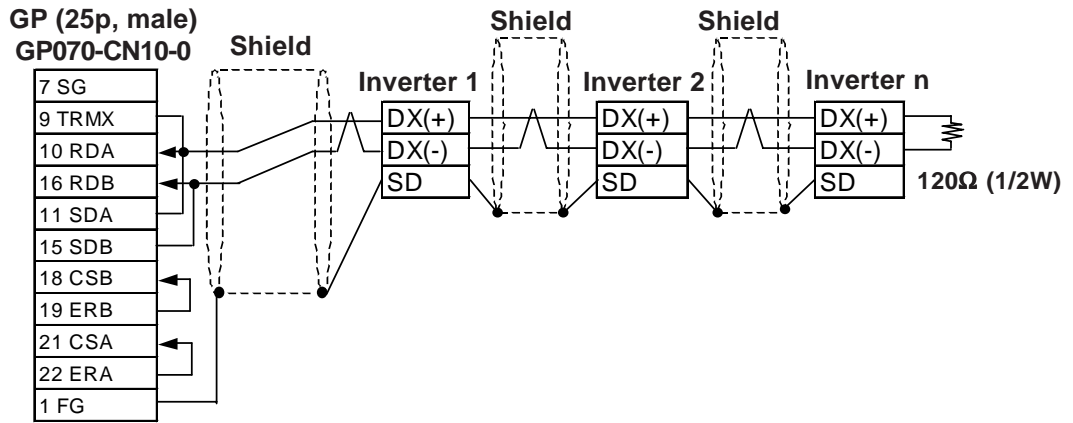 GP (25p, male)
GP070-CN10-0
Shield
Shield
Shield
7 SG
9 TRMX
10 RDA
16 RDB
11 SDA
15 SDB
18 CSB
19 ERB
21 CSA
22 ERA
1 FG
Inverter 1
DX(+)
DX(-)
SD
Inverter 2
DX(+)
DX(-)
SD
Inverter n
DX(+)
DX(-)
SD
120Ω (1/2W)